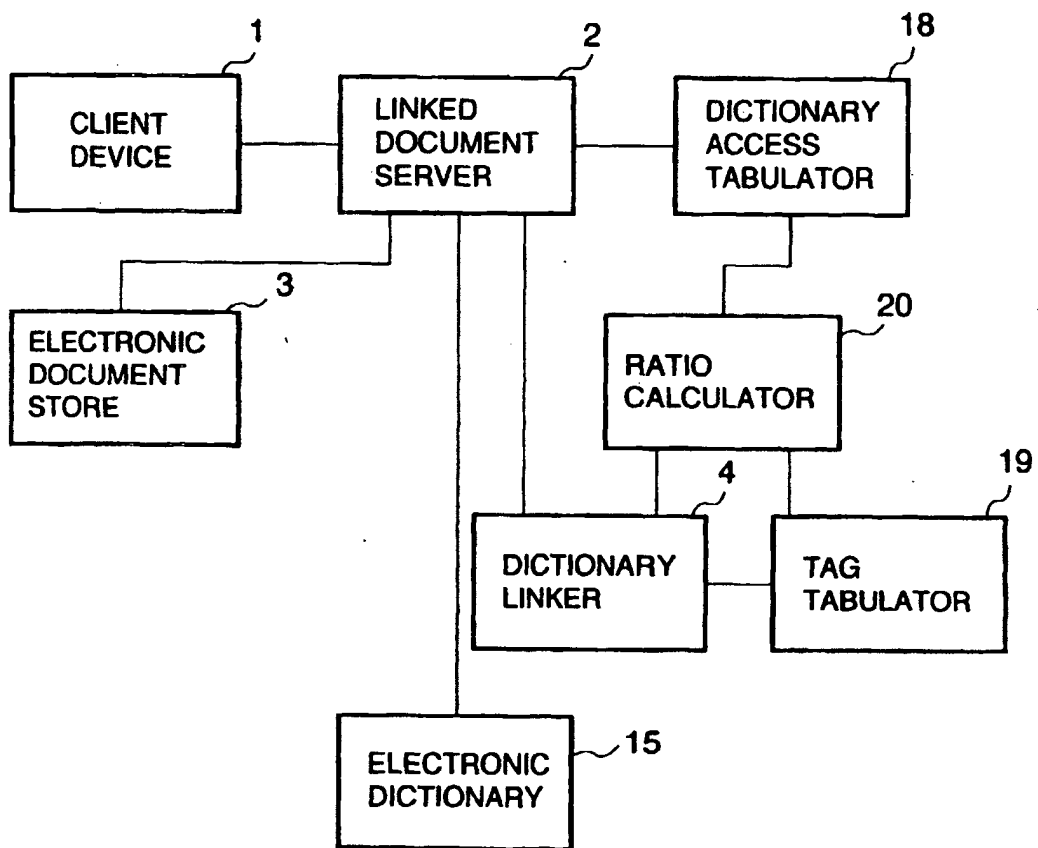 1
CLIENT
DEVICE
2
LINKED
DOCUMENT
SERVER
18
DICTIONARY
ACCESS
TABULATOR
3
ELECTRONIC
DOCUMENT
STORE
20
RATIO
CALCULATOR
4
DICTIONARY
LINKER
19
TAG
TABULATOR
15
ELECTRONIC
DICTIONARY